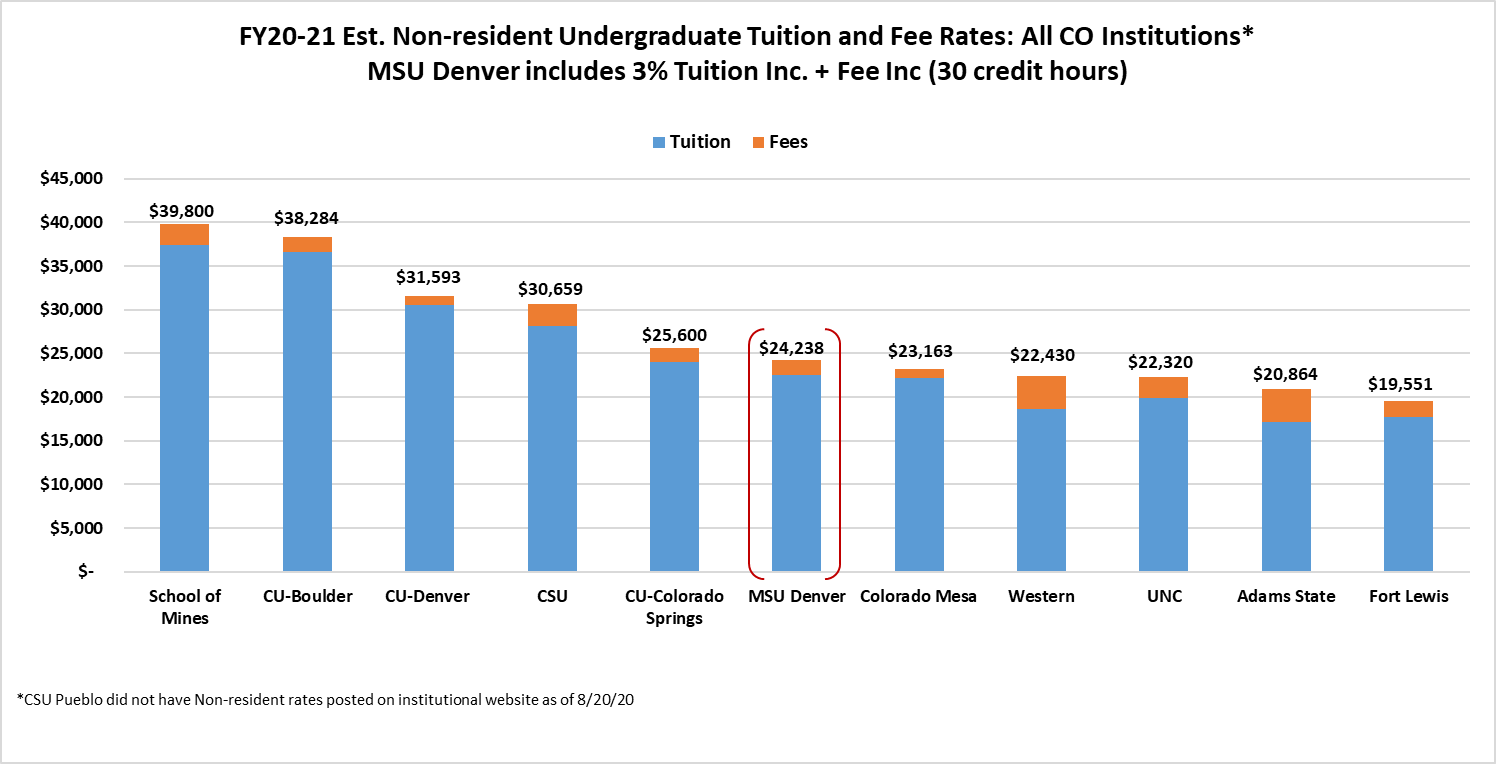 FY20-21 Est. Non-resident Undergraduate Tuition and Fee Rates: All CO Institutions*
MSU Denver includes 3% Tuition Inc. + Fee Inc (30 credit hours)
Tuition Fees
$45,000
$40,000
$35,000
$30,000
$25,000
$20,000
$15,000
$10,000
$5,000
$-
$39,800
$38,284
$31,593
$30,659
$25,600
$24,238
$23,163
$22,430
$22,320
$20,864
$19,551
School of
Mines
CU-Boulder
CU-Denver
CSU
CU-Colorado
Springs
MSU Denver
Colorado Mesa
Western
UNC
Adams State
Fort Lewis
*CSU Pueblo did not have Non-resident rates posted on institutional website as of 8/20/20